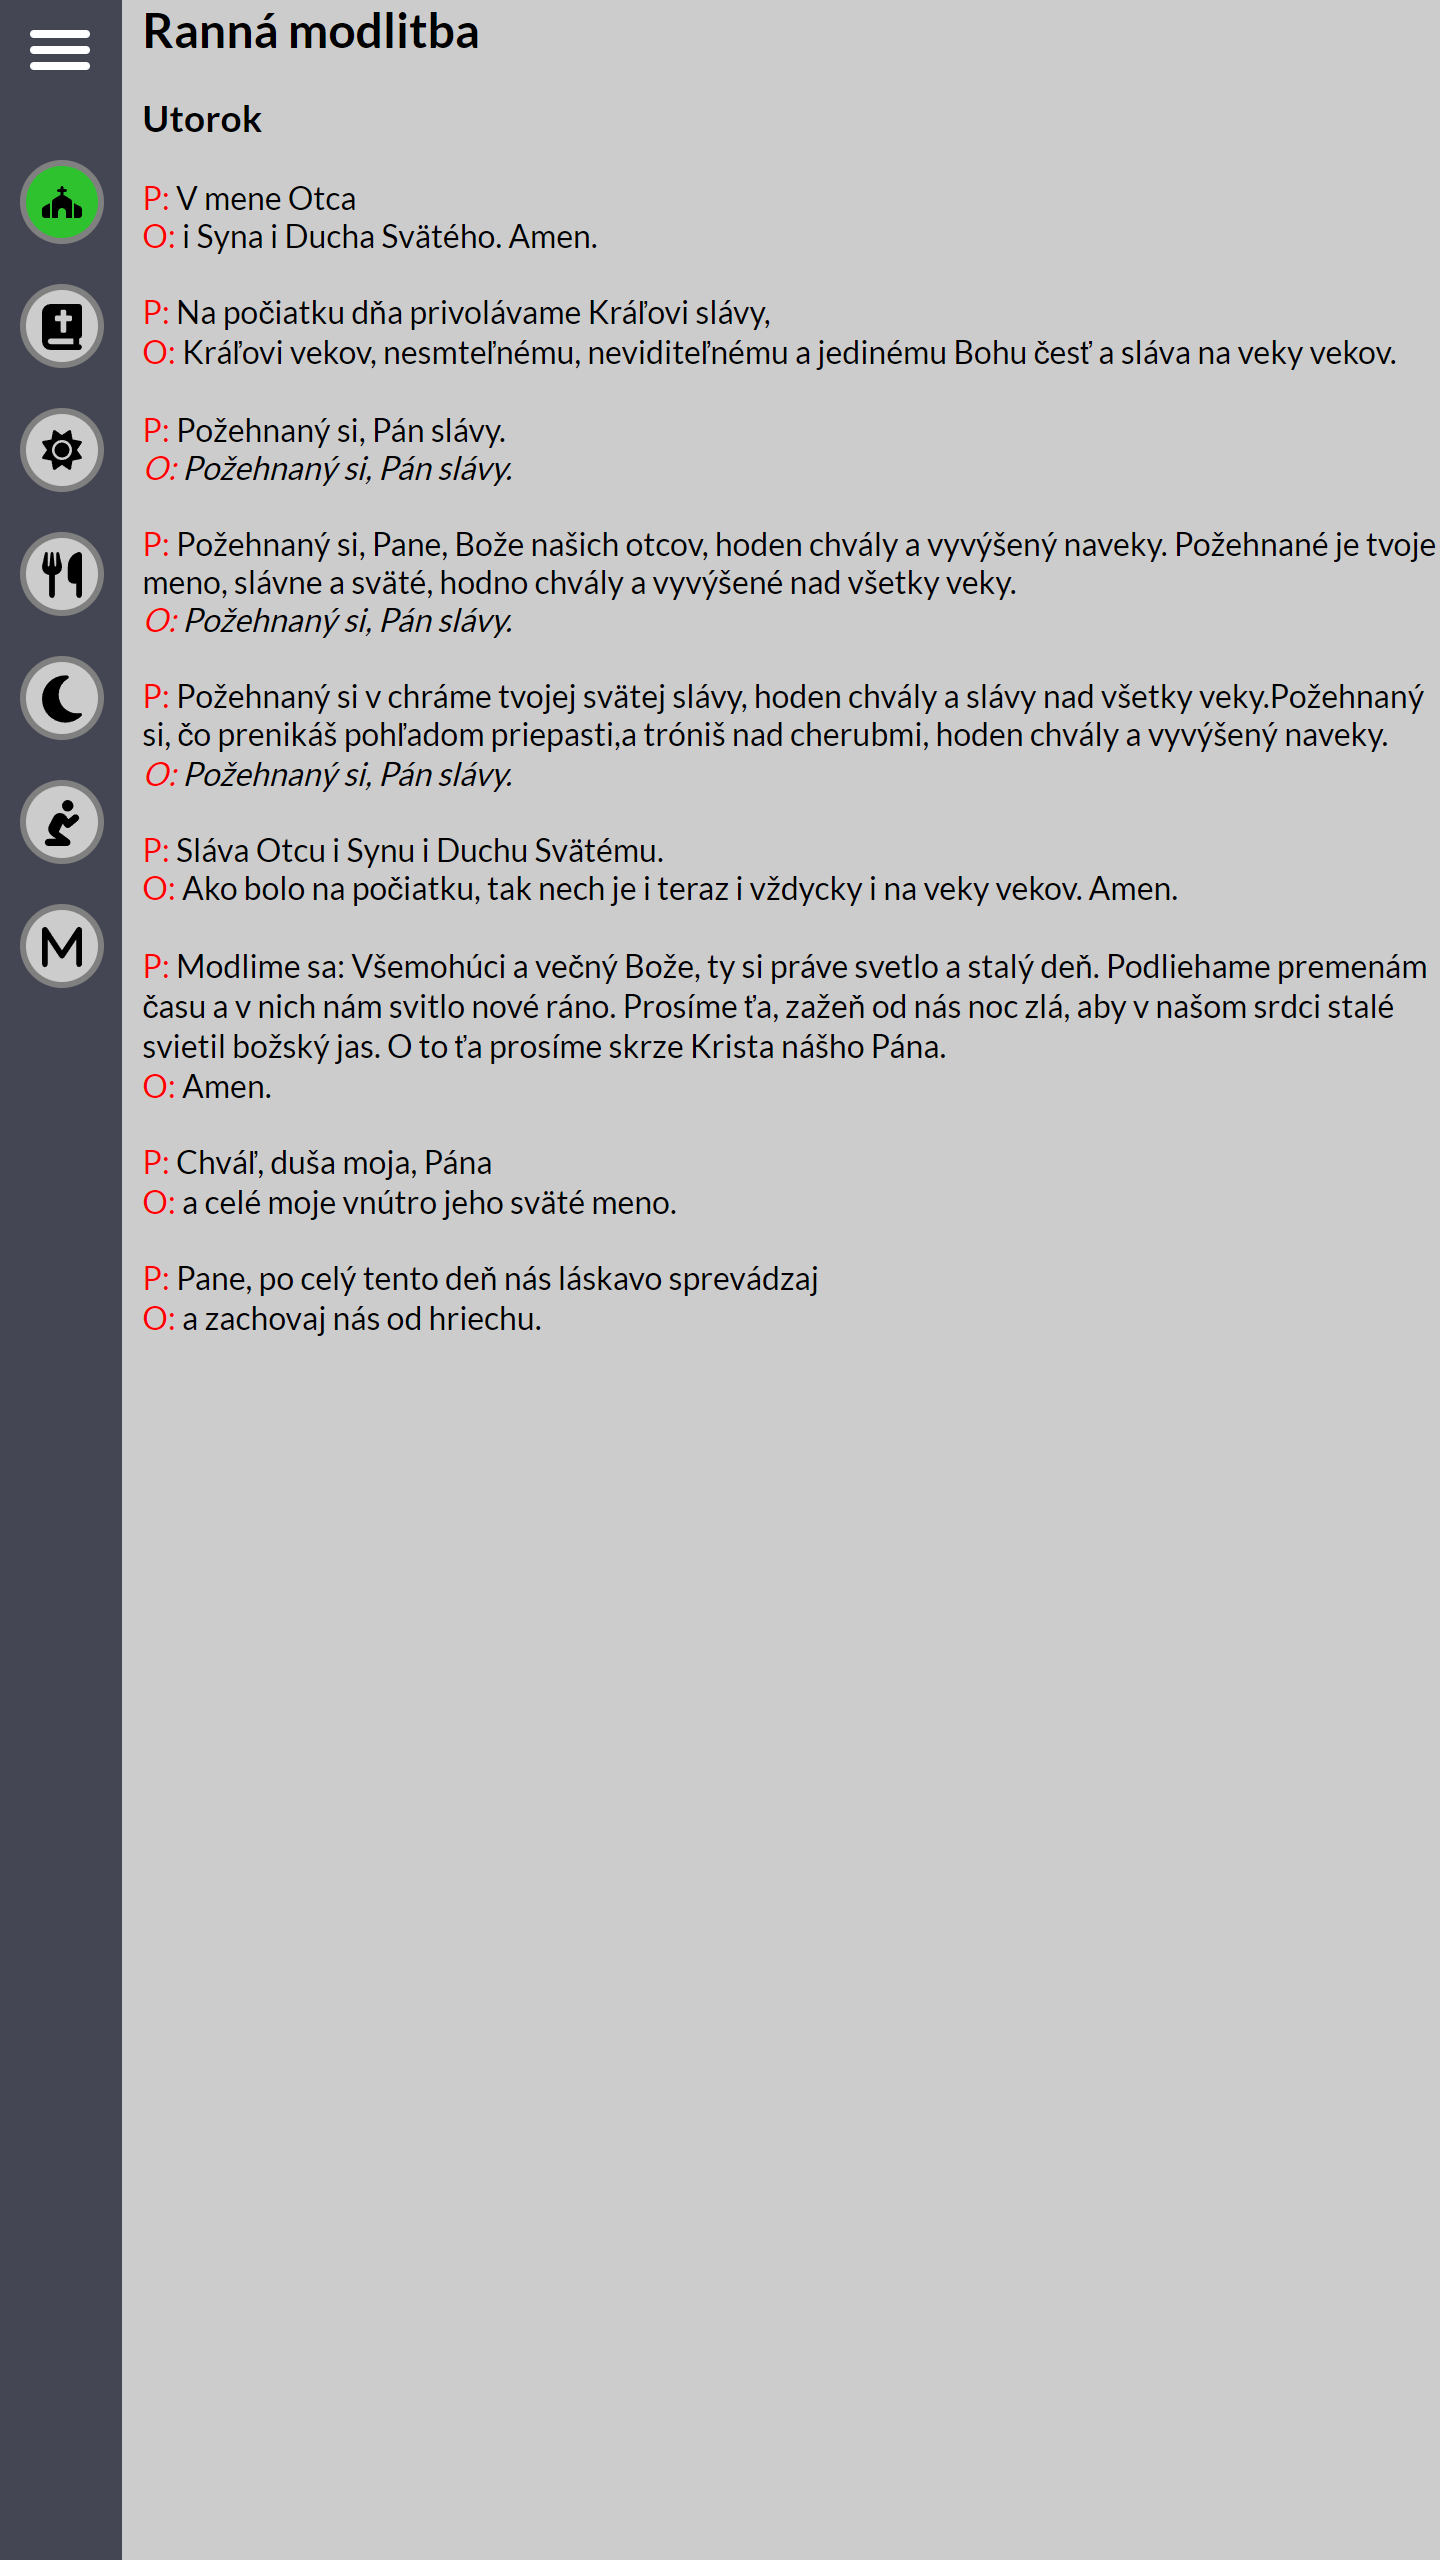 Ranná modlitba
Utorok
P: V mene Otca
O: i Syna i Ducha Svätého. Amen.
P: Na počiatku dňa privolávame Kráľovi slávy,
O: Kráľovi vekov, nesmteľnému, neviditeľnému a jedinému Bohu česť a sláva na veky vekov.
P: Požehnaný si, Pán slávy.
O: Požehnaný si, Pán slávy.
P: Požehnaný si, Pane, Bože našich otcov, hoden chvály a vyvýšený naveky. Požehnané je tvoje
meno, slávne a sväté, hodno chvály a vyvýšené nad všetky veky.
O: Požehnaný si, Pán slávy.
P: Požehnaný si v chráme tvojej svätej slávy, hoden chvály a slávy nad všetky veky.Požehnaný
si, čo prenikáš pohľadom priepasti,a tróniš nad cherubmi, hoden chvály a vyvýšený naveky.
O: Požehnaný si, Pán slávy.
P: Sláva Otcu i Synu i Duchu Svätému.
O: Ako bolo na počiatku, tak nech je i teraz i vždycky i na veky vekov. Amen.
P: Modlime sa: Všemohúci a večný Bože, ty si práve svetlo a stalý deň. Podliehame premenám
času a v nich nám svitlo nové ráno. Prosíme ťa, zažeň od nás noc zlá, aby v našom srdci stalé
svietil božský jas. O to ťa prosíme skrze Krista nášho Pána.
O: Amen.
P: Chváľ, duša moja, Pána
O: a celé moje vnútro jeho sväté meno.
P: Pane, po celý tento deň nás láskavo sprevádzaj
O: a zachovaj nás od hriechu.
M